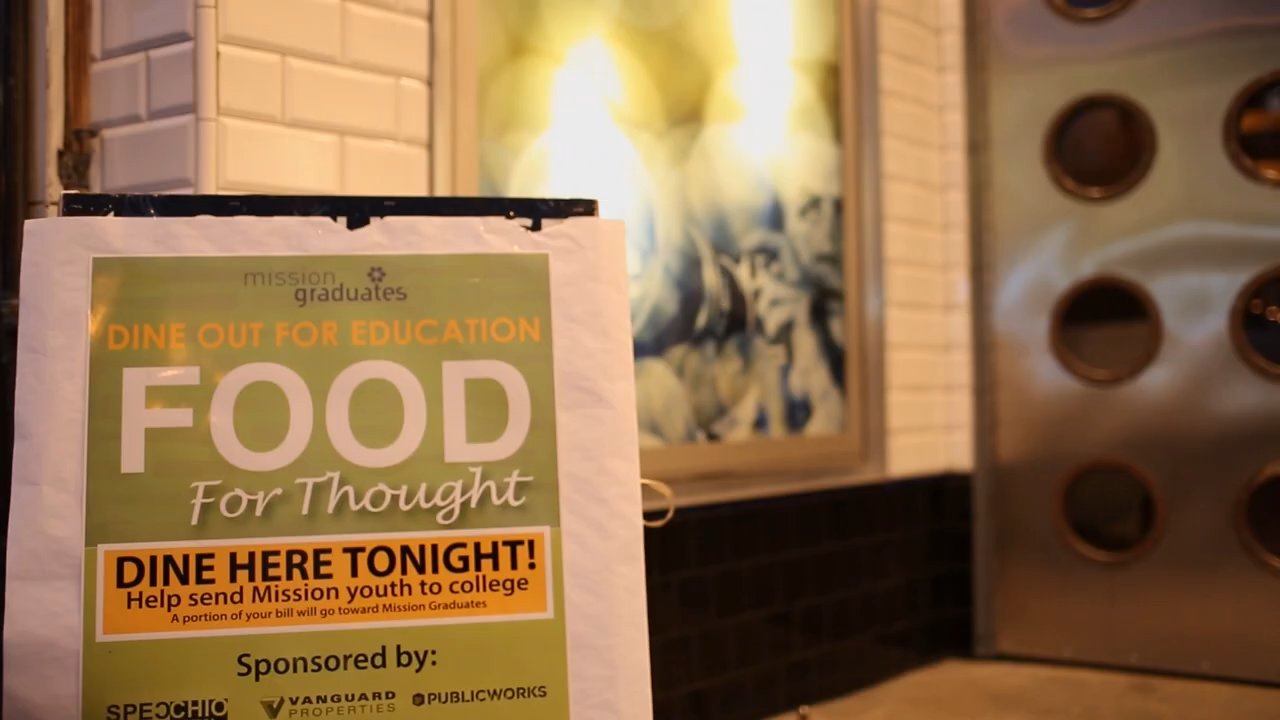 mission
graduates
DINE OUT FOR EDUCATION
FOOD
For Thought
DINE HERE TONIGHT!
Help send Mission youth to college
A portion of your bill will go toward Mission Graduates
Sponsored by:
SPECCHIO VANGUARD PROPERTIES PUBLICWORKS